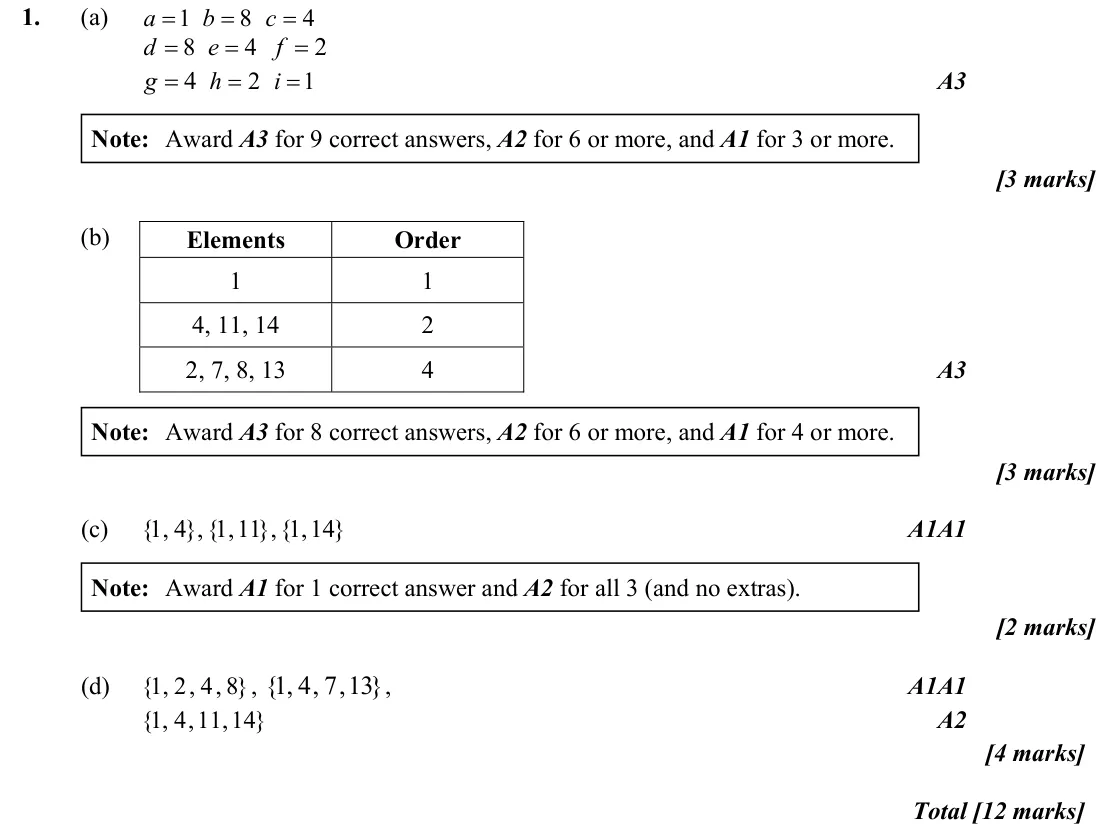 1. (a) a = 1 b = 8 c = 4
d = 8 e = 4 f = 2
g = 4 h = 2 i = 1 A3
Note: Award A3 for 9 correct answers, A2 for 6 or more, and A1 for 3 or more.
[3 marks]
(b) Elements Order
1 1
4, 11, 14 2
2, 7, 8, 13 4 A3
Note: Award A3 for 8 correct answers, A2 for 6 or more, and A1 for 4 or more.
[3 marks]
(c) {1, 4}, {1, 11}, {1, 14} A1A1
Note: Award A1 for 1 correct answer and A2 for all 3 (and no extras).
[2 marks]
(d) {1, 2, 4, 8}, {1, 4, 7, 13}, A1A1
{1, 4, 11, 14} A2
[4 marks]
Total [12 marks]